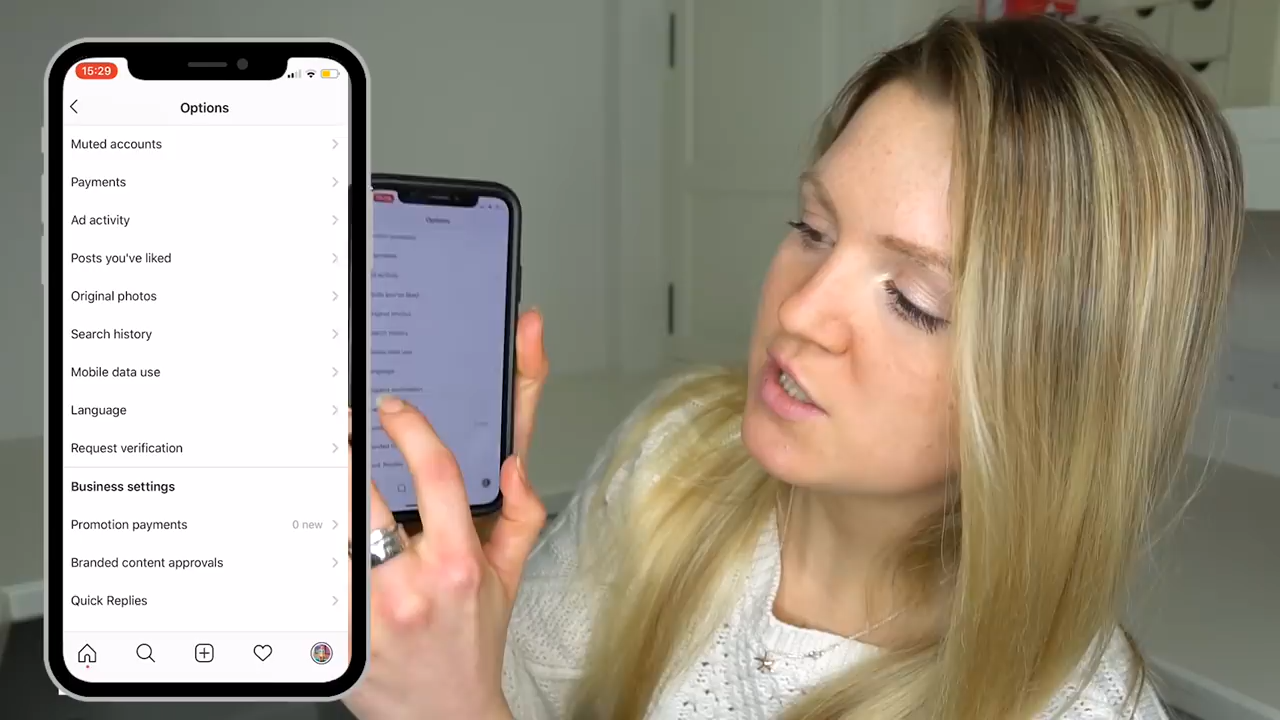 15:29
Options
Muted accounts
Payments
Ad activity
Posts you've liked
Original photos
Search history
Mobile data use
Language
Request verification
Business settings
Promotion payments 0 new
Branded content approvals
Quick Replies
Options